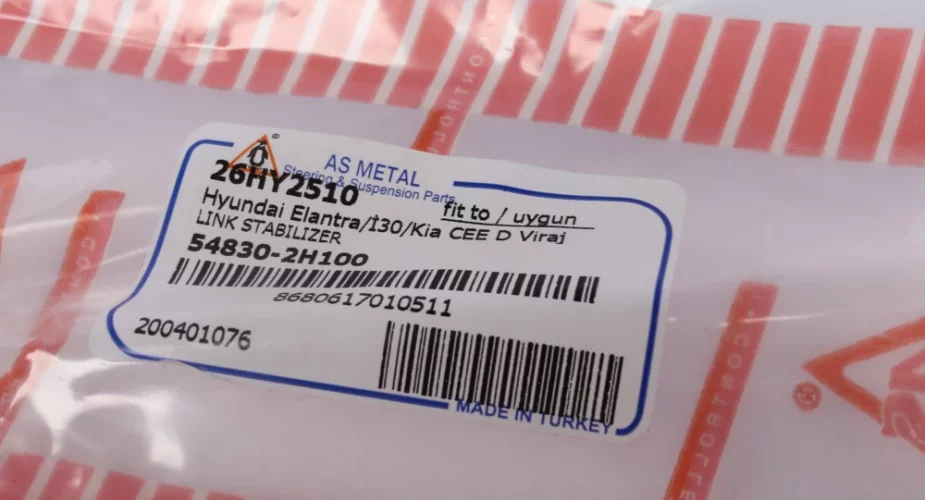 AS METAL
Steering & Suspension Parts
26HY2510
fit to / uygun
Hyundai Elantra/İ30/Kia CEE D Viraj
LINK STABILIZER
54830-2H100
8680617010511
200401076
MADE IN TURKEY